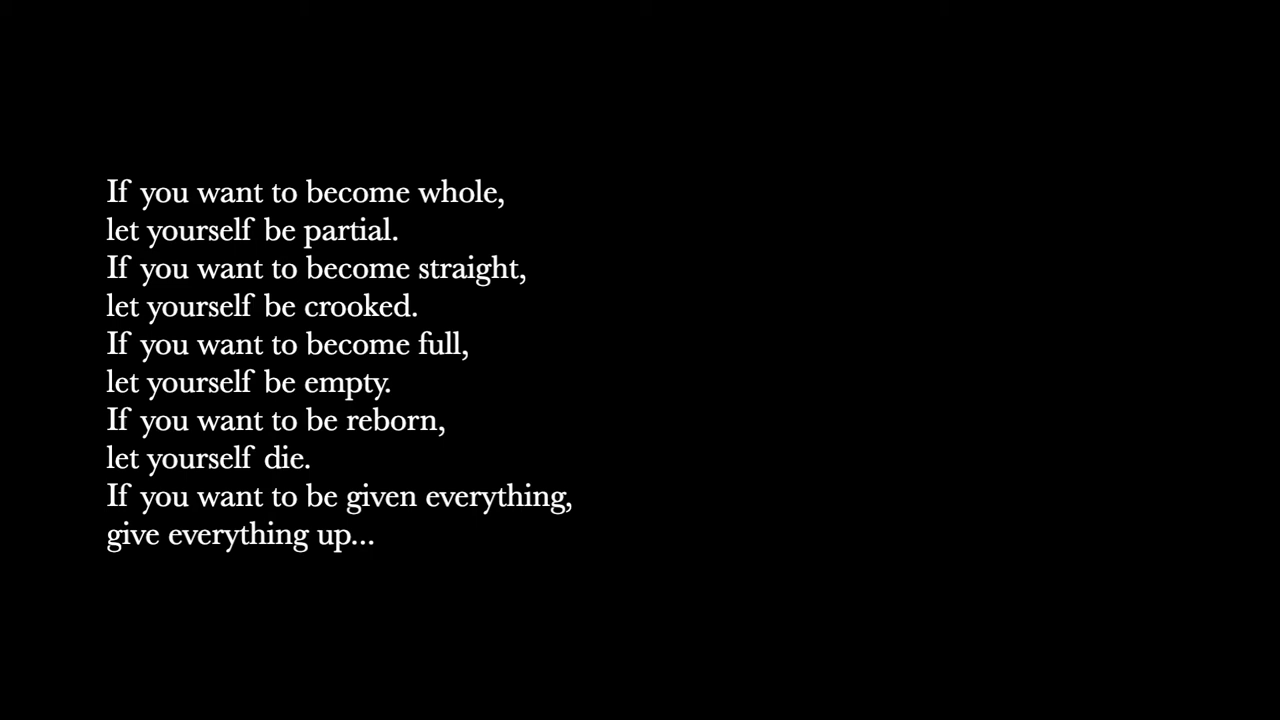 If you want to become whole,
let yourself be partial.
If you want to become straight,
let yourself be crooked.
If you want to become full,
let yourself be empty.
If you want to be reborn,
let yourself die.
If you want to be given everything,
give everything up...